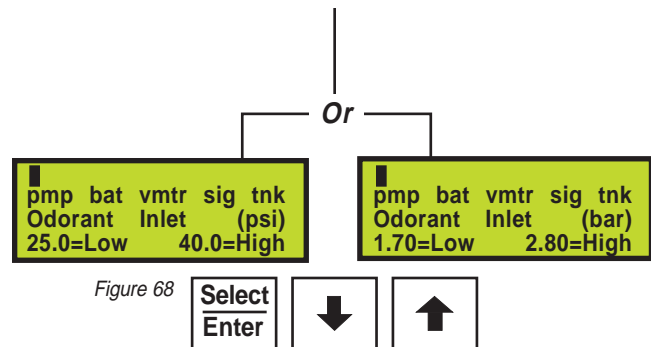 Or
pmp bat vmtr sig tnk
Odorant Inlet (psi)
25.0=Low 40.0=High
pmp bat vmtr sig tnk
Odorant Inlet (bar)
1.70=Low 2.80=High
Figure 68
Select
Enter